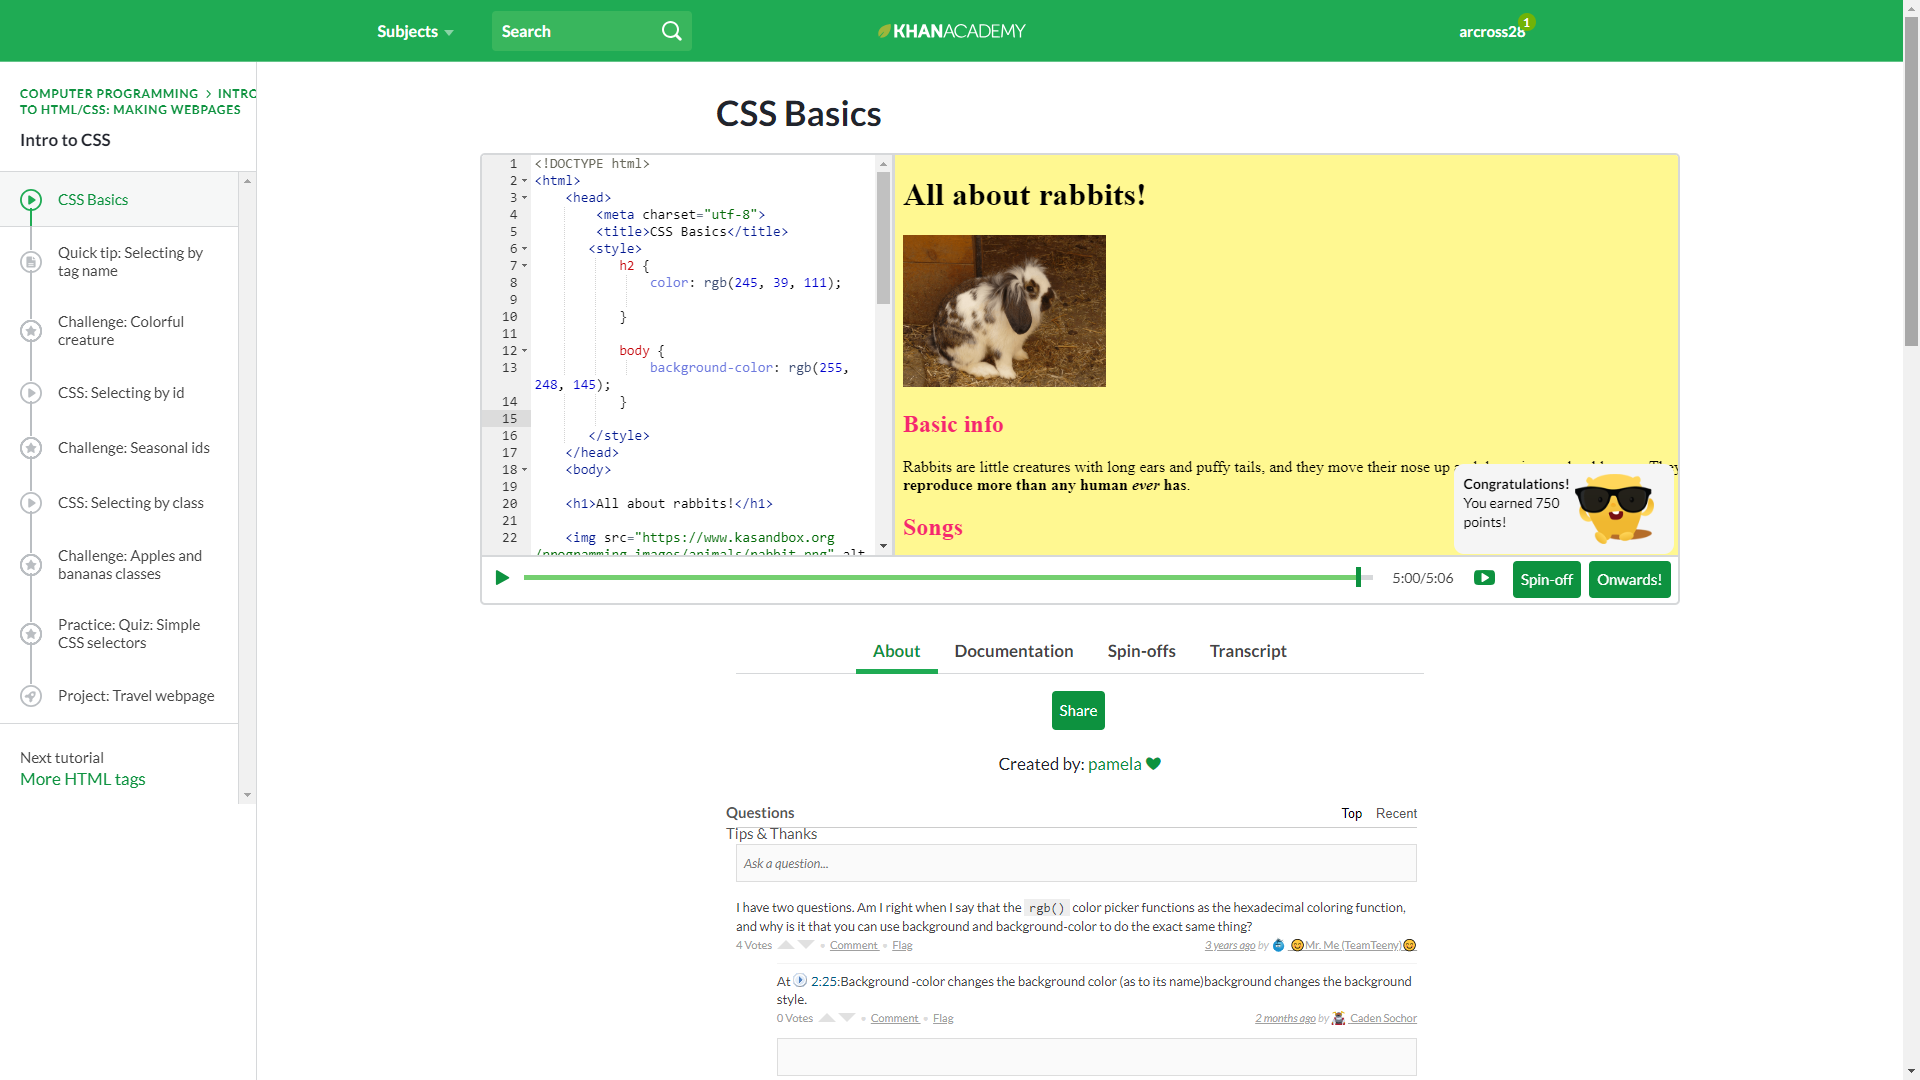 Subjects
Search
KHANACADEMY
arcross28
1
COMPUTER PROGRAMMING > INTRO
TO HTML/CSS: MAKING WEBPAGES
Intro to CSS
CSS Basics
Quick tip: Selecting by
tag name
Challenge: Colorful
creature
CSS: Selecting by id
Challenge: Seasonal ids
CSS: Selecting by class
Challenge: Apples and
bananas classes
Practice: Quiz: Simple
CSS selectors
Project: Travel webpage
Next tutorial
More HTML tags
CSS Basics
1 <!DOCTYPE html>
2 <html>
3 <head>
4 <meta charset="utf-8">
5 <title>CSS Basics</title>
6 <style>
7 h2 {
8 color: rgb(245, 39, 111);
9
10 }
11
12 body {
13 background-color: rgb(255,
248, 145);
14 }
15
16 </style>
17 </head>
18 <body>
19
20 <h1>All about rabbits!</h1>
21
22 <img src="https://www.kasandbox.org
/programming-images/animals/rabbit.png" alt
All about rabbits!
Basic info
Rabbits are little creatures with long ears and puffy tails, and they move their nose up
reproduce more than any human ever has.
Songs
Congratulations!
You earned 750
points!
5:00/5:06
Spin-off
Onwards!
About
Documentation
Spin-offs
Transcript
Share
Created by: pamela
Questions
Top
Recent
Tips & Thanks
Ask a question...
I have two questions. Am I right when I say that the rgb() color picker functions as the hexadecimal coloring function,
and why is it that you can use background and background-color to do the exact same thing?
4 Votes • Comment • Flag
3 years ago by Mr. Me (TeamTeeny)
At 2:25:Background -color changes the background color (as to its name)background changes the background
style.
0 Votes • Comment • Flag
2 months ago by Caden Sochor